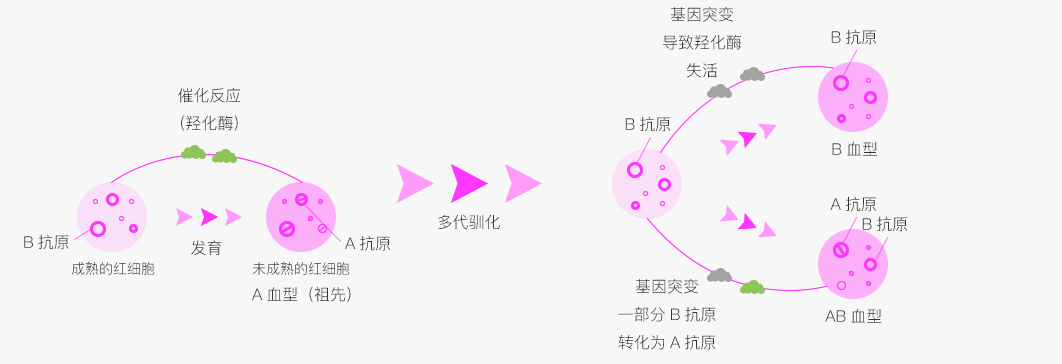 催化反应
（羟化酶）
B 抗原
成熟的红细胞
发育
A 抗原
未成熟的红细胞
A 血型（祖先）
多代驯化
基因突变
导致羟化酶
失活
B 抗原
B 抗原
B 血型
A 抗原
B 抗原
基因突变
一部分 B 抗原
转化为 A 抗原
AB 血型